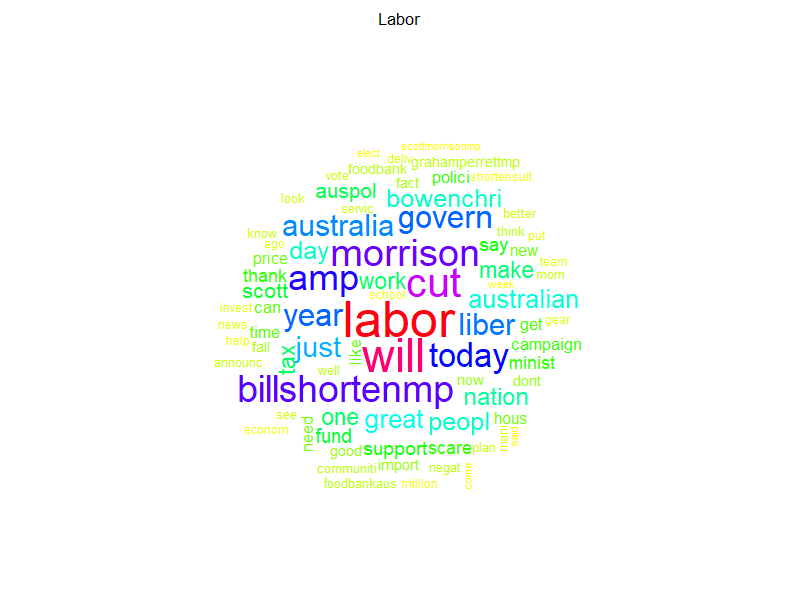 Labor
scottmorrisonmp
elect
deliv
grahamperrettmp
foodbank
vote
fact
polici
shortensuit
auspol
look
bowenchri
servic
govern
better
australia
know
think
put
ago
day
morrison
say
new
price
learn
thank
amp
work
cut
make
mom
scott
school
week
australian
invest
can
year
labor
liber
get
gear
news
time
help
fall
just
like
will
today
campaign
minist
announc
tax
well
billshortenmp
now
dont
nation
see
one
great
peopl
hous
econom
need
fund
good
support
scare
plan
mani
said
communiti
import
negat
come
foodbankaus
million